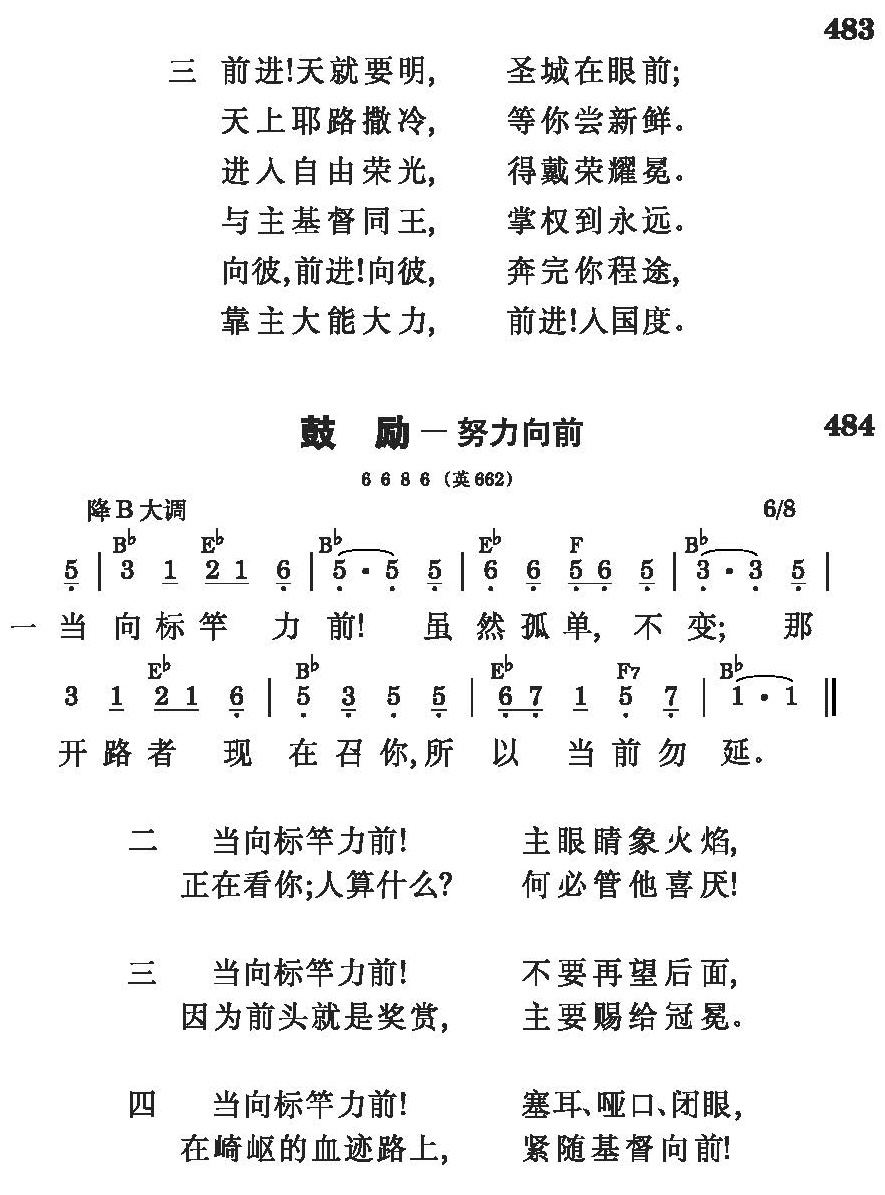 483
三 前进!天就要明, 圣城在眼前;
天上耶路撒冷, 等你尝新鲜。
进入自由荣光, 得戴荣耀冕。
与主基督同王, 掌权到永远。
向彼,前进!向彼, 奔完你程途,
靠主大能大力, 前进!入国度。
鼓 励 — 努力向前 484
6 6 8 6 (英662)
降B大调 6/8
B♭ E♭ B♭ E♭ F B♭
5̣ | 3 1 2 1 6̣ | 5̣ · 5̣ 5̣ | 6̣ 6̣ 5̣ 6̣ 5̣ | 3̣ · 3̣ 5̣ |
一 当 向 标 竿 力 前! 虽 然 孤 单, 不 变; 那
E♭ B♭ E♭ F7 B♭
3 1 2 1 6̣ | 5̣ 3̣ 5̣ 5̣ | 6̣ 7̣ 1 5̣ 7̣ | 1 · 1 ‖
开 路 者 现 在 召 你, 所 以 当 前 勿 延。
二 当向标竿力前! 主眼睛象火焰,
正在看你;人算什么? 何必管他喜厌!
三 当向标竿力前! 不要再望后面,
因为前头就是奖赏, 主要赐给冠冕。
四 当向标竿力前! 塞耳、哑口、闭眼,
在崎岖的血迹路上, 紧随基督向前!